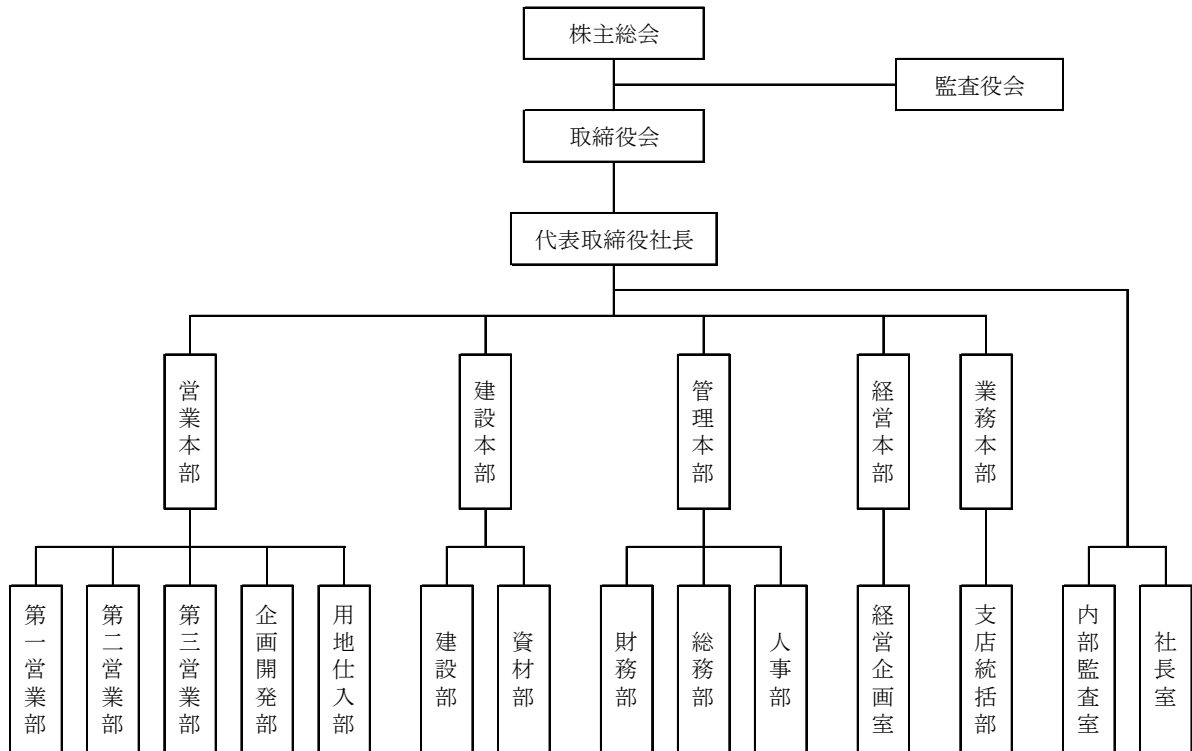 株主総会
監査役会
取締役会
代表取締役社長
営業本部
建設本部
管理本部
経営本部
業務本部
第一営業部
第二営業部
第三営業部
企画開発部
用地仕入部
建設部
資材部
財務部
総務部
人事部
経営企画室
支店統括部
内部監査室
社長室